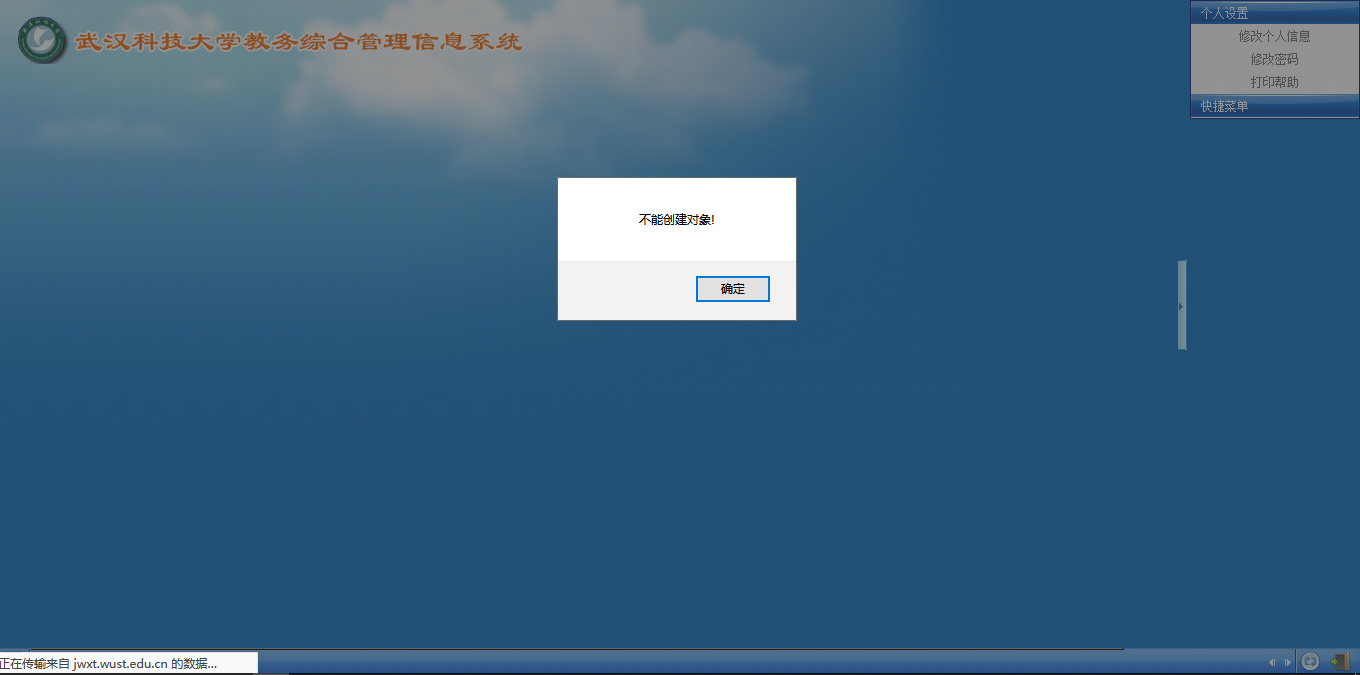 武汉科技大学教务综合管理信息系统
个人设置
修改个人信息
修改密码
打印帮助
快捷菜单
不能创建对象!
确定
正在传输来自 jwxt.wust.edu.cn 的数据...